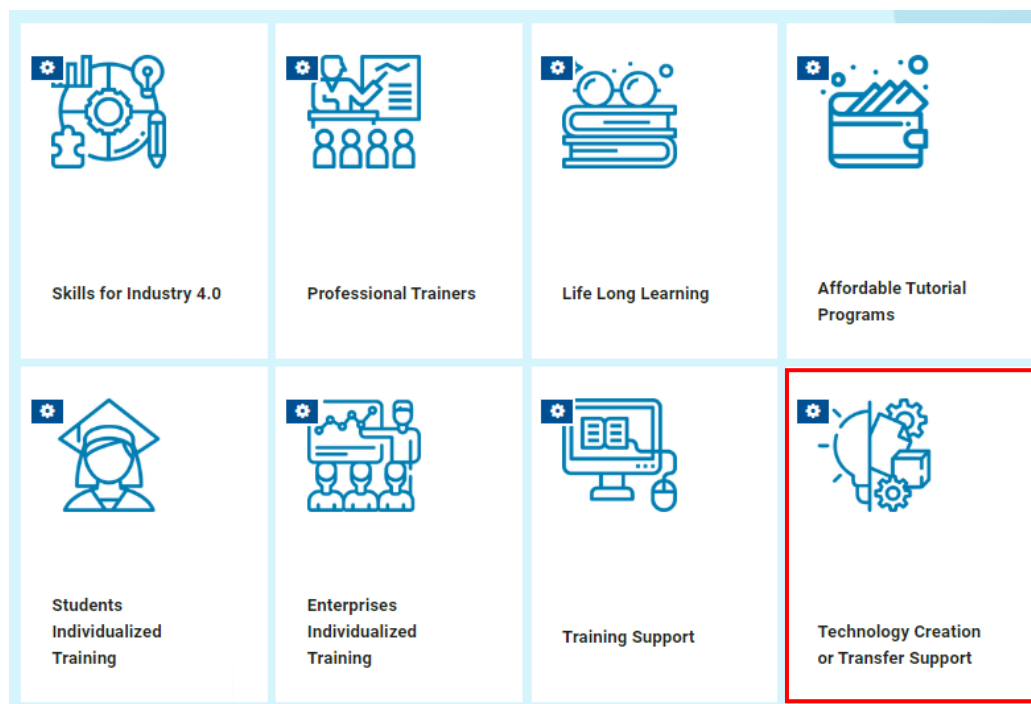 Skills for Industry 4.0
Professional Trainers
Life Long Learning
Affordable Tutorial
Programs
Students
Individualized
Training
Enterprises
Individualized
Training
Training Support
Technology Creation
or Transfer Support